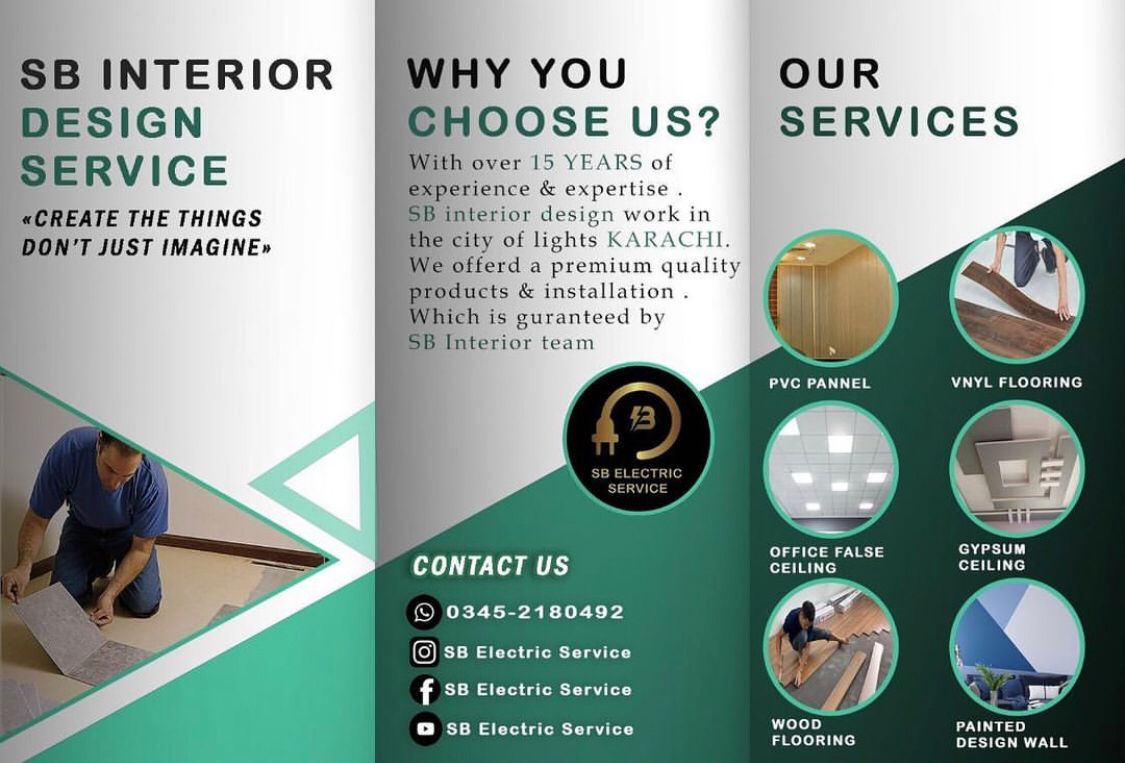 SB INTERIOR
DESIGN
SERVICE
«CREATE THE THINGS
DON'T JUST IMAGINE»
WHY YOU
CHOOSE US?
With over 15 YEARS of
experience & expertise .
SB interior design work in
the city of lights KARACHI.
We offerd a premium quality
products & installation .
Which is guranteed by
SB Interior team
SB ELECTRIC
SERVICE
CONTACT US
0345-2180492
SB Electric Service
SB Electric Service
SB Electric Service
OUR
SERVICES
PVC PANNEL
VNYL FLOORING
OFFICE FALSE
CEILING
GYPSUM
CEILING
WOOD
FLOORING
PAINTED
DESIGN WALL